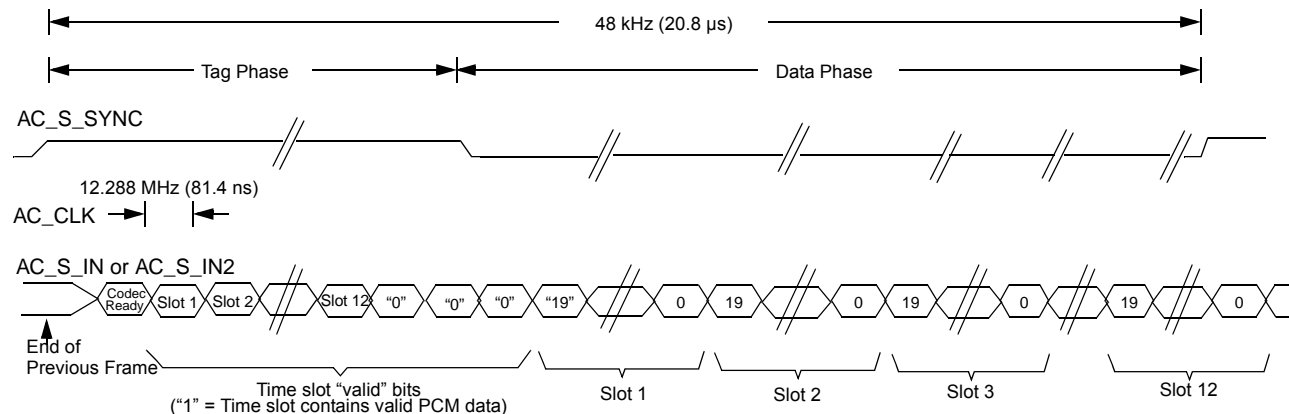 48 kHz (20.8 µs)
Tag Phase Data Phase
AC_S_SYNC
12.288 MHz (81.4 ns)
AC_CLK
AC_S_IN or AC_S_IN2
Codec Ready Slot 1 Slot 2 Slot 12 “0” “0” “0” “19” 0 19 0 19 0 19 0
End of
Previous Frame
Time slot “valid” bits
(“1” = Time slot contains valid PCM data)
Slot 1 Slot 2 Slot 3 Slot 12